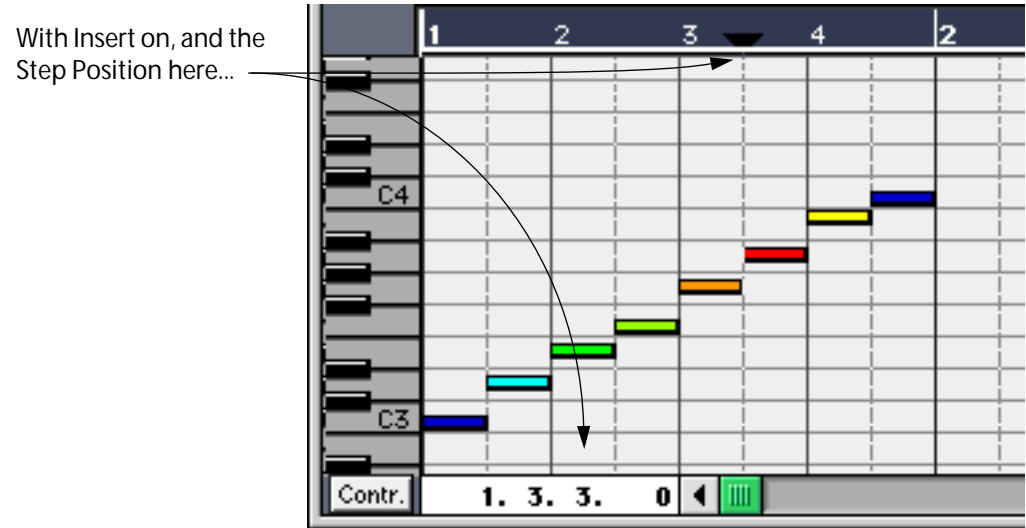 With Insert on, and the
Step Position here...
1 2 3 4 2
C4
C3
Contr. 1. 3. 3. 0